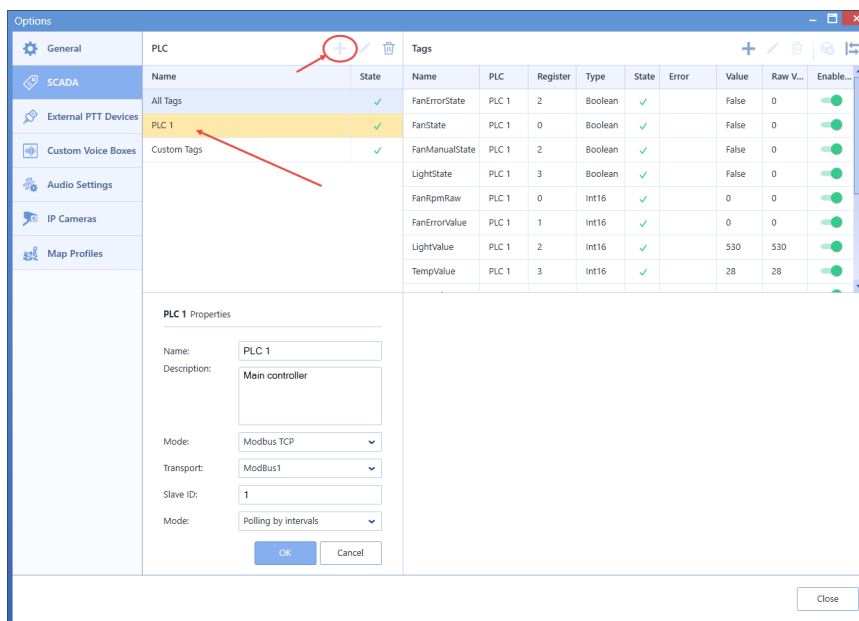 Options
General
SCADA
External PTT Devices
Custom Voice Boxes
Audio Settings
IP Cameras
Map Profiles
PLC
Name State
All Tags
PLC 1
Custom Tags
Tags
Name PLC Register Type State Error Value Raw V... Enable...
FanErrorState PLC 1 2 Boolean False 0
FanState PLC 1 0 Boolean False 0
FanManualState PLC 1 2 Boolean False 0
LightState PLC 1 3 Boolean False 0
FanRpmRaw PLC 1 0 Int16 0 0
FanErrorValue PLC 1 1 Int16 0 0
LightValue PLC 1 2 Int16 530 530
TempValue PLC 1 3 Int16 28 28
PLC 1 Properties
Name: PLC 1
Description: Main controller
Mode: Modbus TCP
Transport: ModBus1
Slave ID: 1
Mode: Polling by intervals
OK Cancel
Close